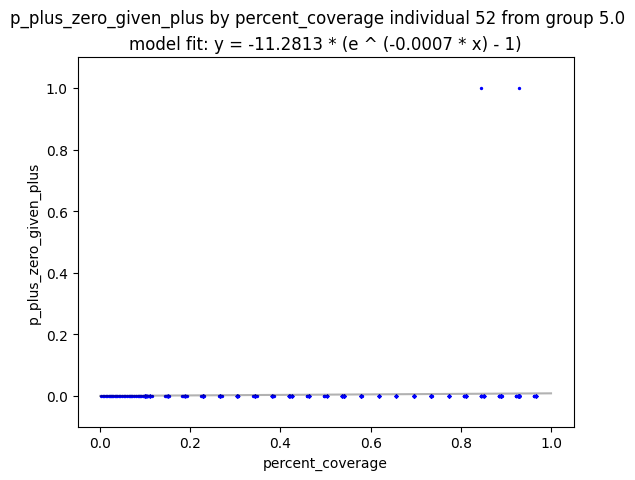 p_plus_zero_given_plus by percent_coverage individual 52 from group 5.0
model fit: y = -11.2813 * (e ^ (-0.0007 * x) - 1)
1.0
0.8
0.6
0.4
0.2
0.0
p_plus_zero_given_plus
0.0 0.2 0.4 0.6 0.8 1.0
percent_coverage